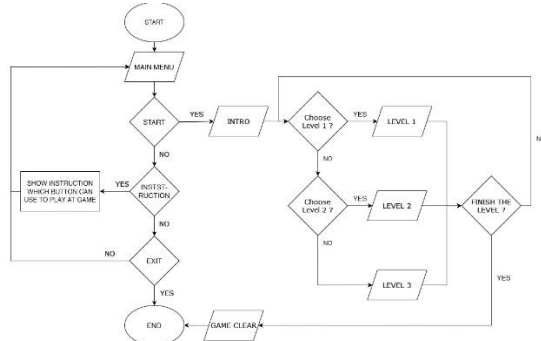 START
MAIN MENU
START
YES
INTRO
Choose
Level 1 ?
YES
LEVEL 1
N
NO
NO
SHOW INSTRUCTION
WHICH BUTTON CAN
USE TO PLAY AT GAME
YES
INSTST-
RUCTION
Choose
Level 2 ?
YES
LEVEL 2
FINISH THE
LEVEL ?
NO
NO
NO
EXIT
YES
LEVEL 3
YES
END
GAME CLEAR